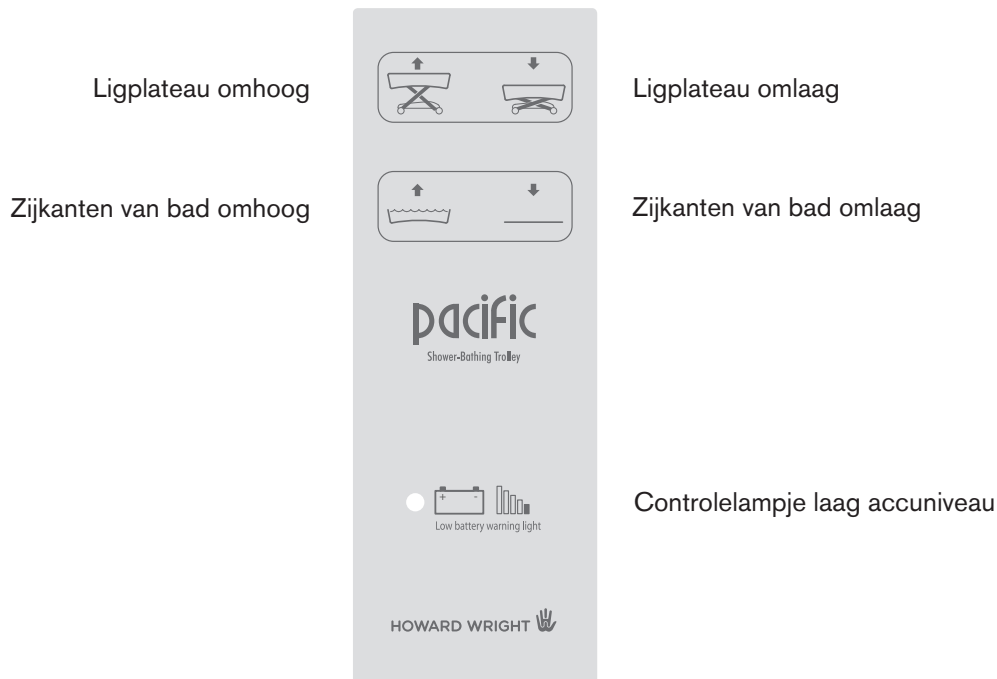 Ligplateau omhoog
Ligplateau omlaag
Zijkanten van bad omhoog
Zijkanten van bad omlaag
pacific
Shower-Bathing Trolley
+ -
Controlelampje laag accuniveau
Low battery warning light
HOWARD WRIGHT